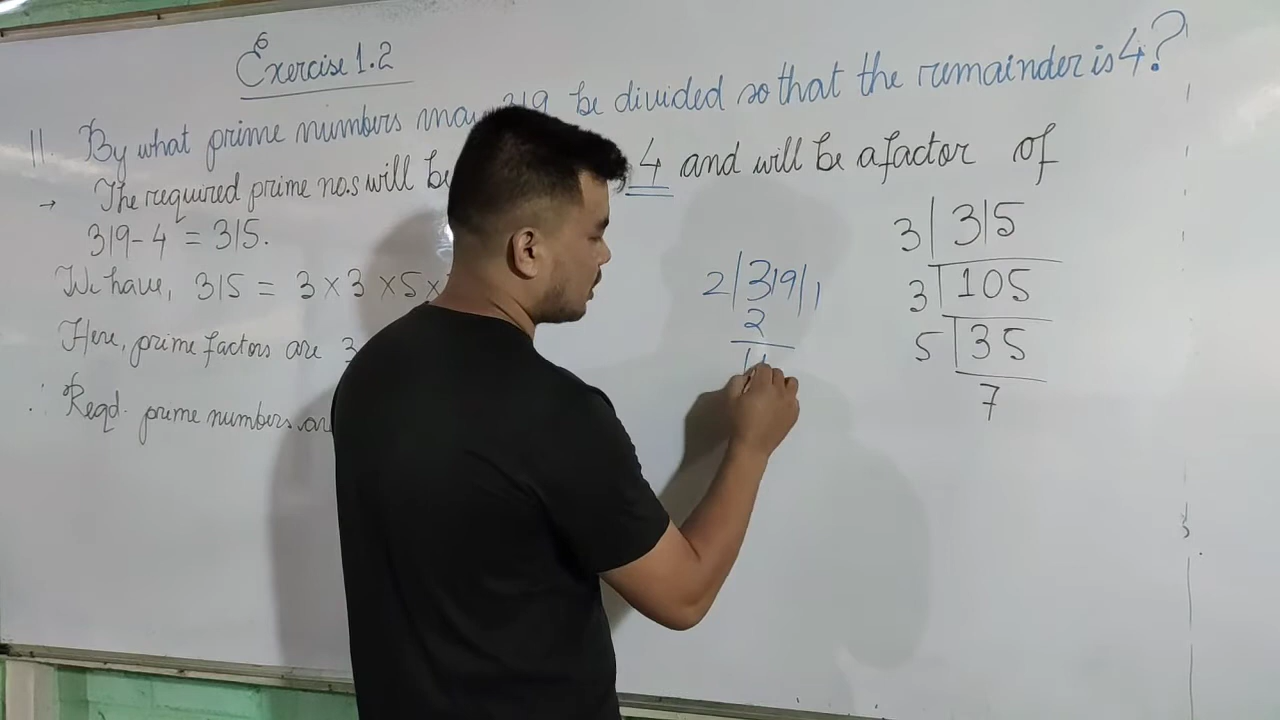 Exercise 1.2
11. By what prime numbers may 319 be divided so that the remainder is 4?
→ The required prime no.s will be 4 and will be a factor of
319 - 4 = 315.
We have, 315 = 3 × 3 × 5 ×
Here, prime factors are 3
∴ Reqd. prime numbers are
2 | 319 | 1
2
11
3 | 315
3 | 105
5 | 35
7